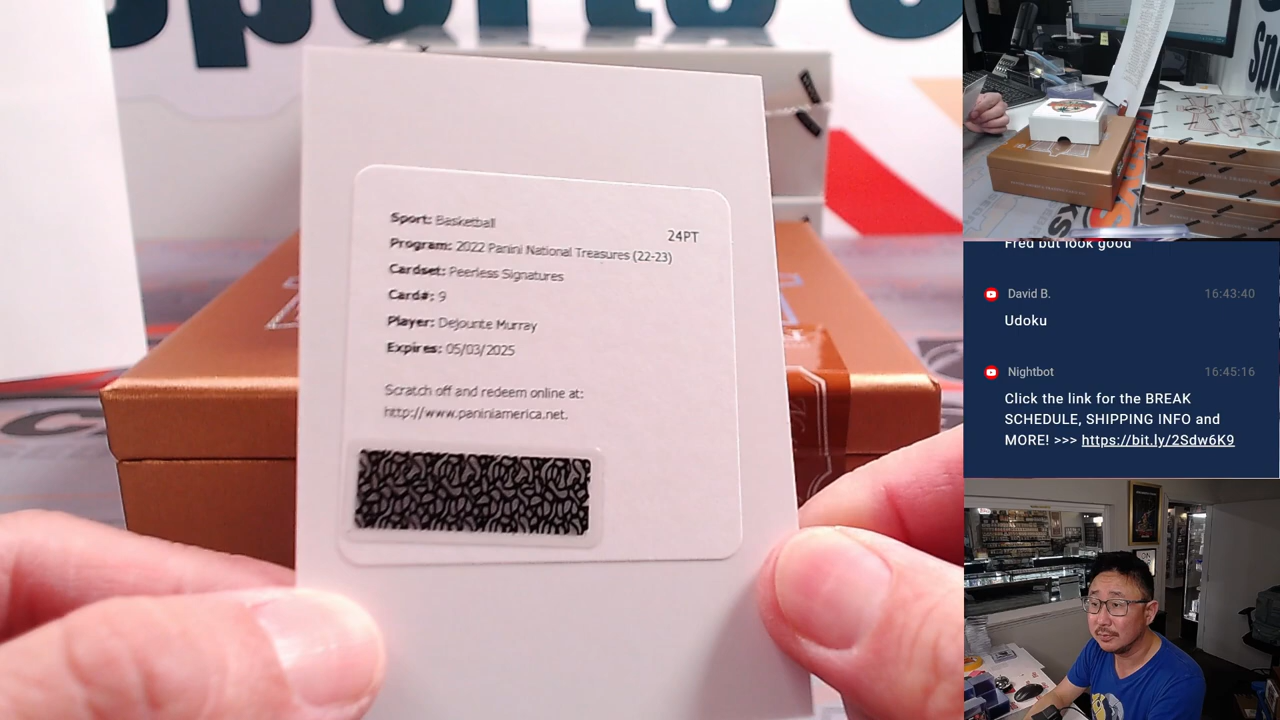 Sports
Sport: Basketball
24PT
Program: 2022 Panini National Treasures (22-23)
Cardset: Peerless Signatures
Card#: 9
Player: Dejounte Murray
Expires: 05/03/2025
Scratch off and redeem online at:
http://www.paniniamerica.net.
Fred but look good
David B.
16:43:40
Udoku
Nightbot
16:45:16
Click the link for the BREAK
SCHEDULE, SHIPPING INFO and
MORE! >>> https://bit.ly/2Sdw6K9